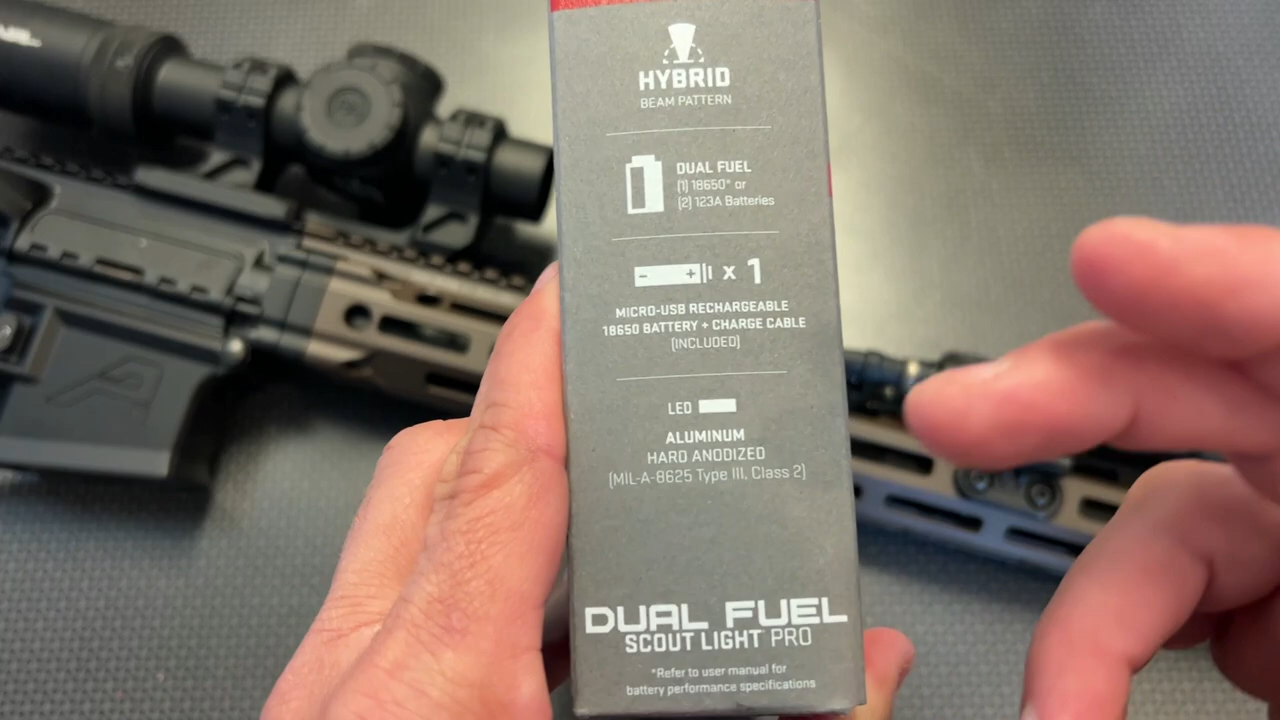 HYBRID
BEAM PATTERN
DUAL FUEL
(1) 18650* or
(2) 123A Batteries
- + x 1
MICRO-USB RECHARGEABLE
18650 BATTERY + CHARGE CABLE
(INCLUDED)
LED
ALUMINUM
HARD ANODIZED
(MIL-A-8625 Type III, Class 2)
DUAL FUEL
SCOUT LIGHT PRO
*Refer to user manual for
battery performance specifications